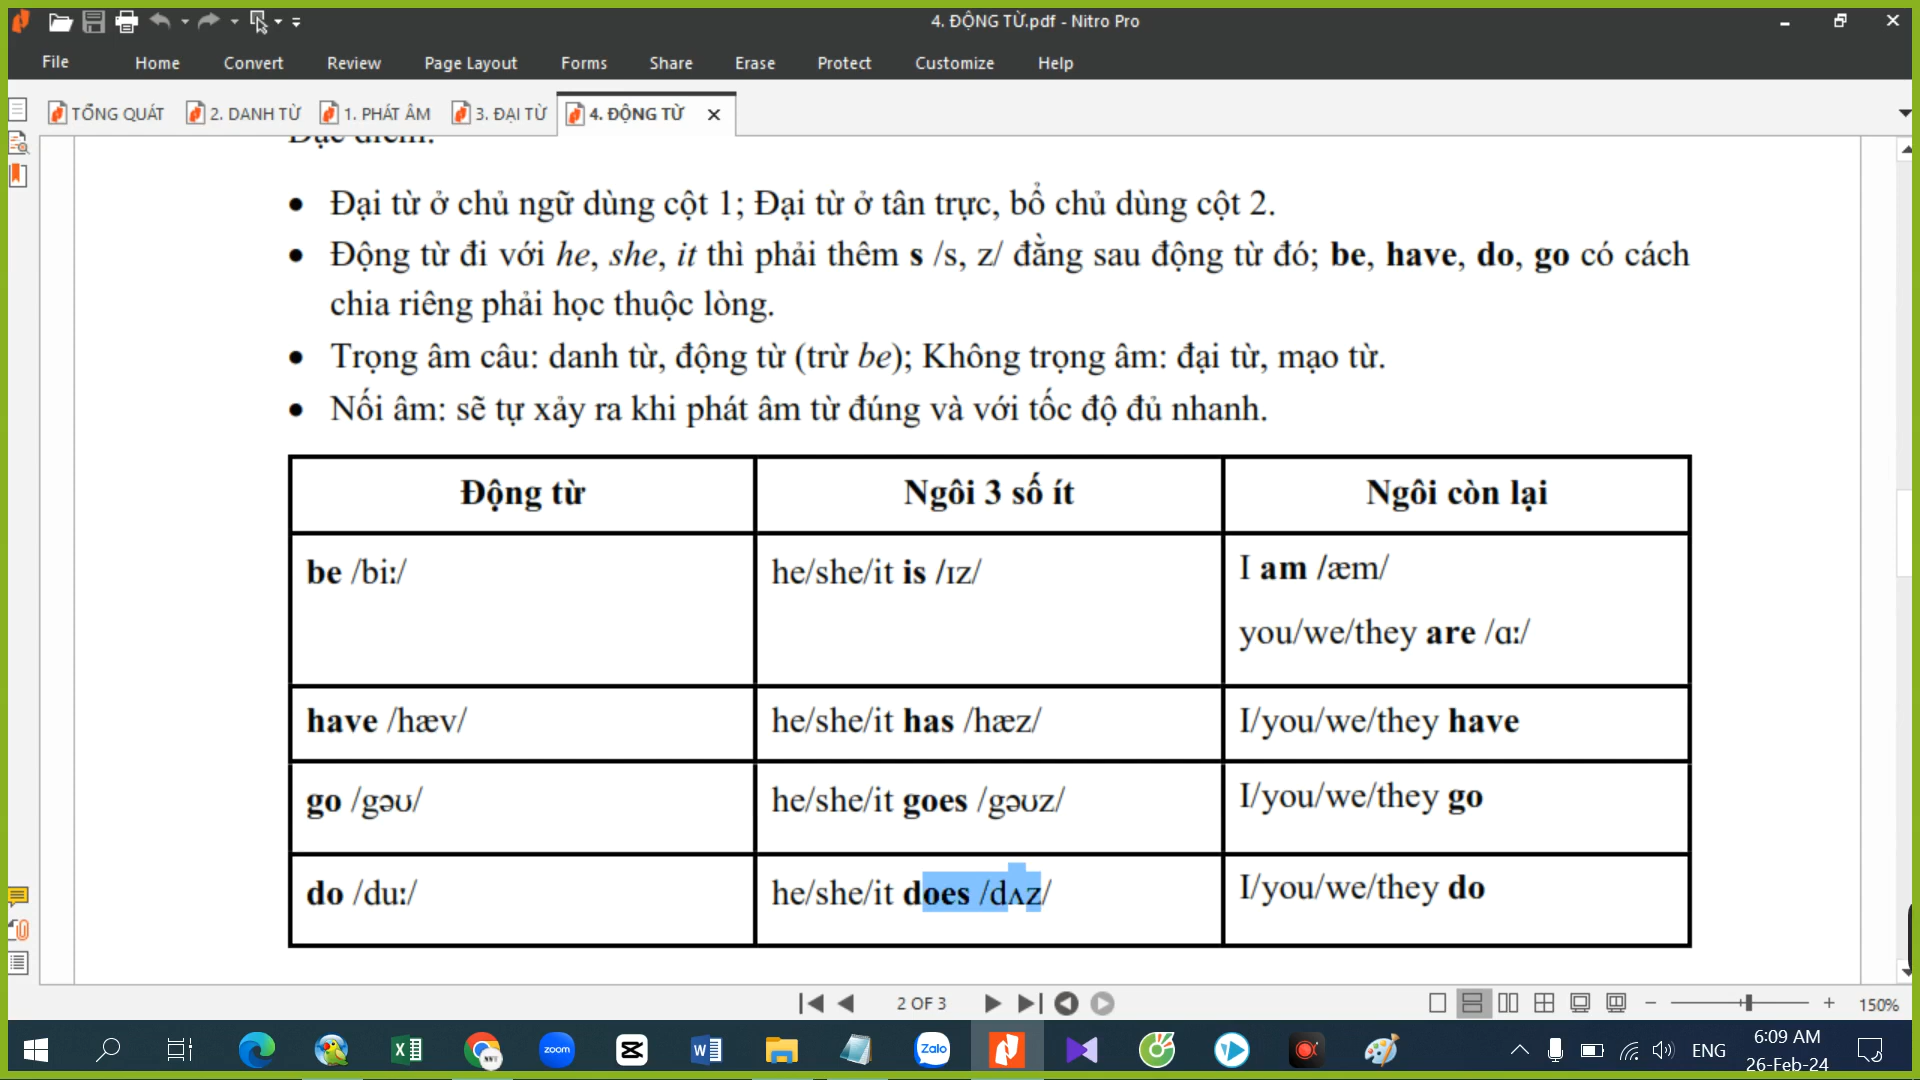 4. ĐỘNG TỪ.pdf - Nitro Pro
File Home Convert Review Page Layout Forms Share Erase Protect Customize Help
TỔNG QUÁT 2. DANH TỪ 1. PHÁT ÂM 3. ĐẠI TỪ 4. ĐỘNG TỪ
Đặc điểm:
• Đại từ ở chủ ngữ dùng cột 1; Đại từ ở tân trực, bổ chủ dùng cột 2.
• Động từ đi với he, she, it thì phải thêm s /s, z/ đằng sau động từ đó; be, have, do, go có cách
chia riêng phải học thuộc lòng.
• Trọng âm câu: danh từ, động từ (trừ be); Không trọng âm: đại từ, mạo từ.
• Nối âm: sẽ tự xảy ra khi phát âm từ đúng và với tốc độ đủ nhanh.
Động từ Ngôi 3 số ít Ngôi còn lại
be /biː/ he/she/it is /ɪz/ I am /æm/
you/we/they are /ɑː/
have /hæv/ he/she/it has /hæz/ I/you/we/they have
go /gəʊ/ he/she/it goes /gəʊz/ I/you/we/they go
do /duː/ he/she/it does /dʌz/ I/you/we/they do
2 OF 3
150%
zoom
Zalo
ENG
6:09 AM
26-Feb-24